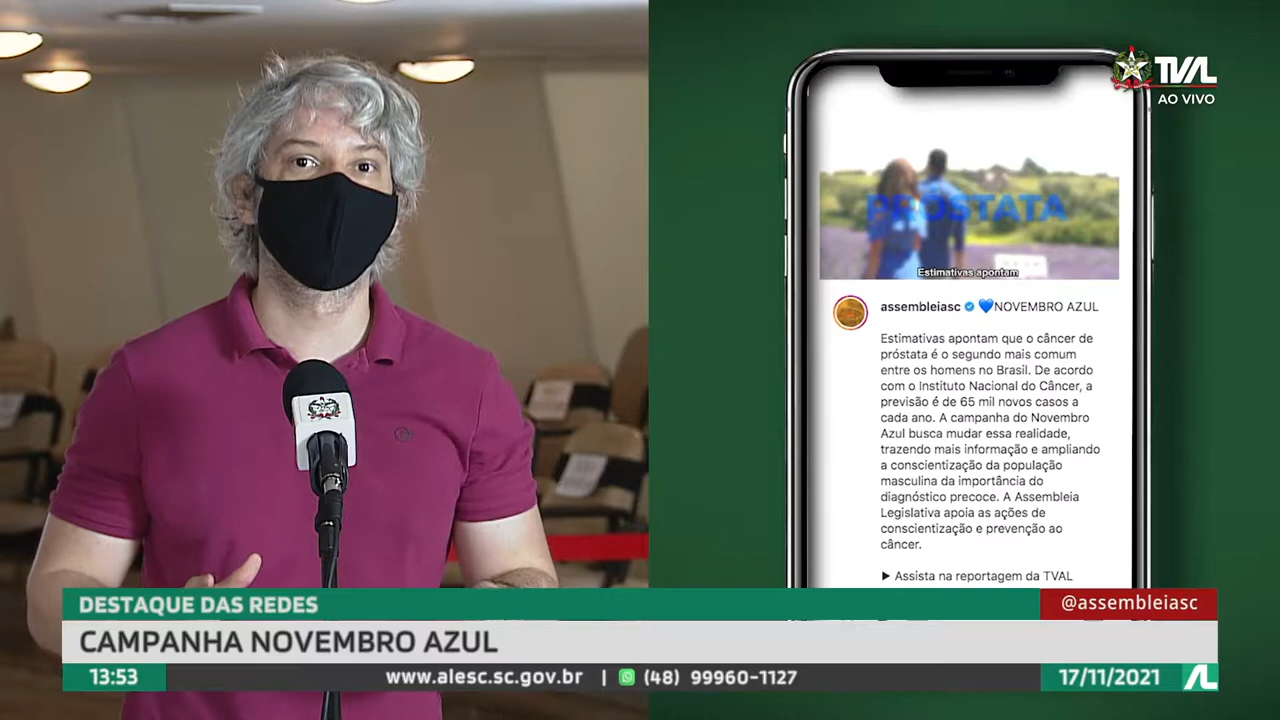 TVAL
AO VIVO
PRÓSTATA
Estimativas apontam
assembleiasc 💙NOVEMBRO AZUL
Estimativas apontam que o câncer de
próstata é o segundo mais comum
entre os homens no Brasil. De acordo
com o Instituto Nacional do Câncer, a
previsão é de 65 mil novos casos a
cada ano. A campanha do Novembro
Azul busca mudar essa realidade,
trazendo mais informação e ampliando
a conscientização da população
masculina da importância do
diagnóstico precoce. A Assembleia
Legislativa apoia as ações de
conscientização e prevenção ao
câncer.
▶ Assista na reportagem da TVAL
DESTAQUE DAS REDES
@assembleiasc
CAMPANHA NOVEMBRO AZUL
13:53
www.alesc.sc.gov.br | (48) 99960-1127
17/11/2021